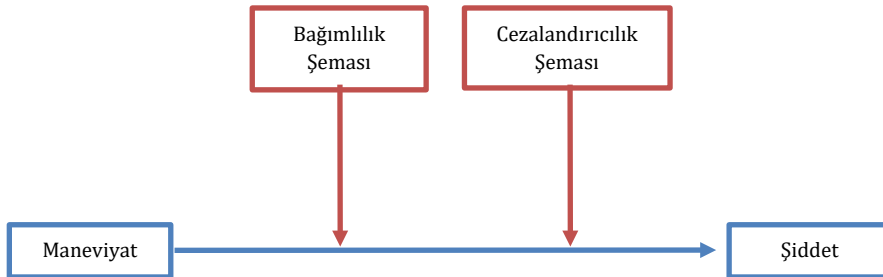 Bağımlılık
Şeması
Cezalandırıcılık
Şeması
Maneviyat
Şiddet